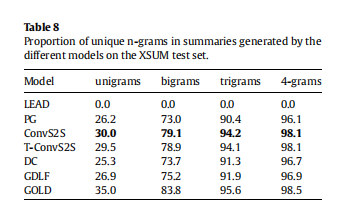 Table 8
Proportion of unique n-grams in summaries generated by the
different models on the XSUM test set.
Model unigrams bigrams trigrams 4-grams
LEAD 0.0 0.0 0.0 0.0
PG 26.2 73.0 90.4 96.1
ConvS2S 30.0 79.1 94.2 98.1
T-ConvS2S 29.5 78.9 94.1 98.1
DC 25.3 73.7 91.3 96.7
GDLF 26.9 75.2 91.9 96.9
GOLD 35.0 83.8 95.6 98.5